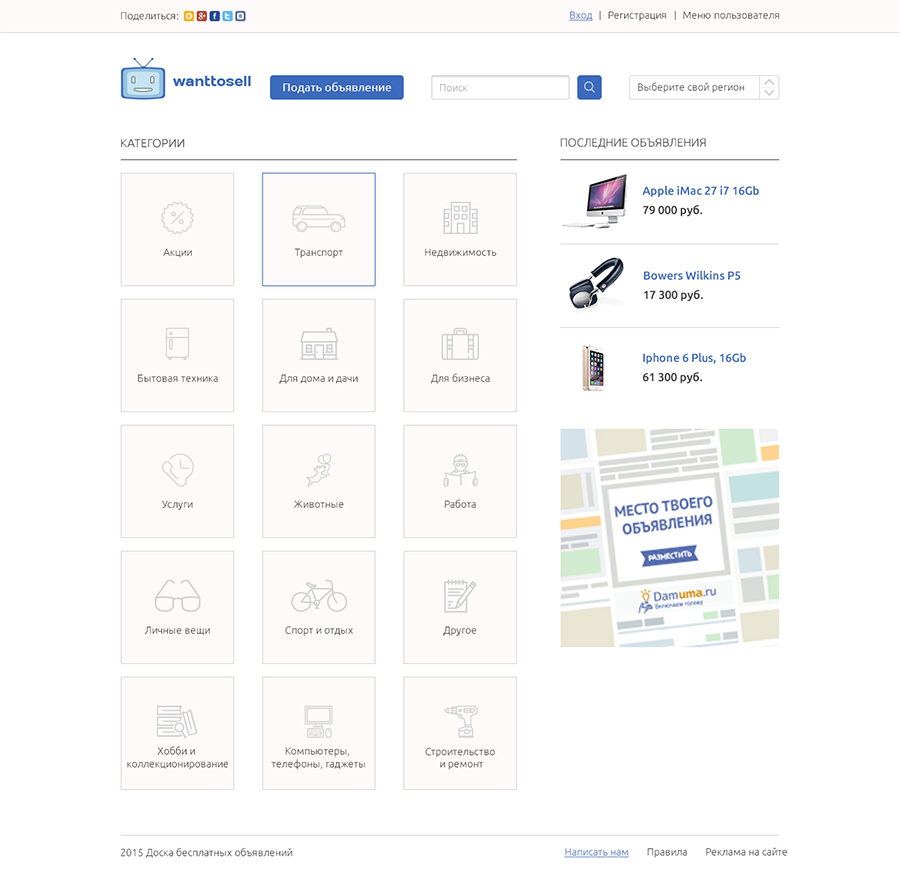 Поделиться:
Вход | Регистрация | Меню пользователя
wanttosell
Подать объявление
Поиск
Выберите свой регион
КАТЕГОРИИ
Акции
Транспорт
Недвижимость
Бытовая техника
Для дома и дачи
Для бизнеса
Услуги
Животные
Работа
Личные вещи
Спорт и отдых
Другое
Хобби и
коллекционирование
Компьютеры,
телефоны, гаджеты
Строительство
и ремонт
ПОСЛЕДНИЕ ОБЪЯВЛЕНИЯ
Apple iMac 27 i7 16Gb
79 000 руб.
Bowers Wilkins P5
17 300 руб.
Iphone 6 Plus, 16Gb
61 300 руб.
МЕСТО ТВОЕГО
ОБЪЯВЛЕНИЯ
РАЗМЕСТИТЬ
Damuma.ru
Включаем голову
2015 Доска бесплатных объявлений
Написать нам
Правила
Реклама на сайте